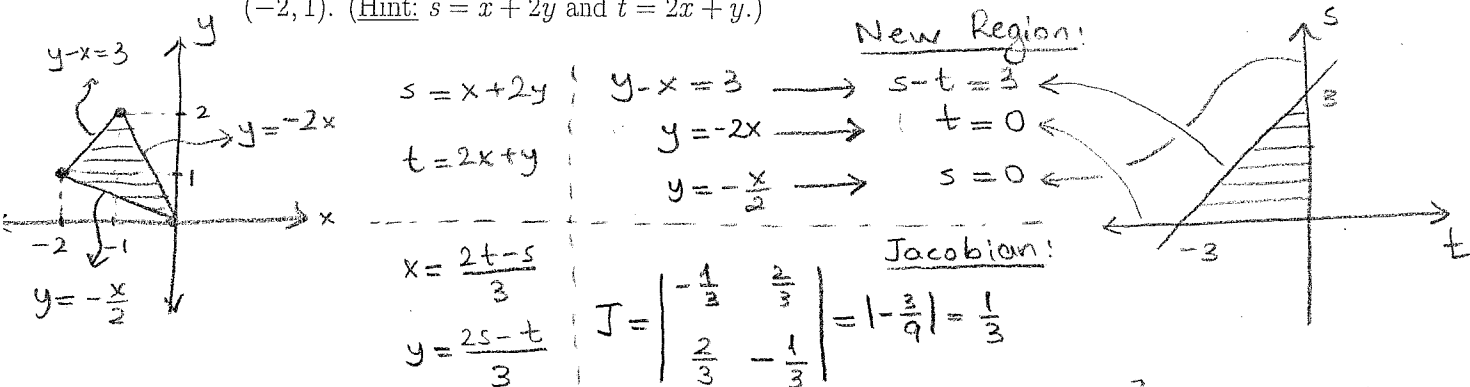 (−2, 1). (Hint: s = x + 2y and t = 2x + y.)
y
y-x=3
2
y=-2x
1
x
-2
-1
y=-x/2
s = x+2y
t = 2x+y
x = (2t-s)/3
y = (2s-t)/3
New Region:
y-x = 3 → s-t = 3
y=-2x → t = 0
y = -x/2 → s = 0
Jacobian:
J = | -1/3 2/3 | = |-3/9| = 1/3
2/3 -1/3
s
3
-3
t